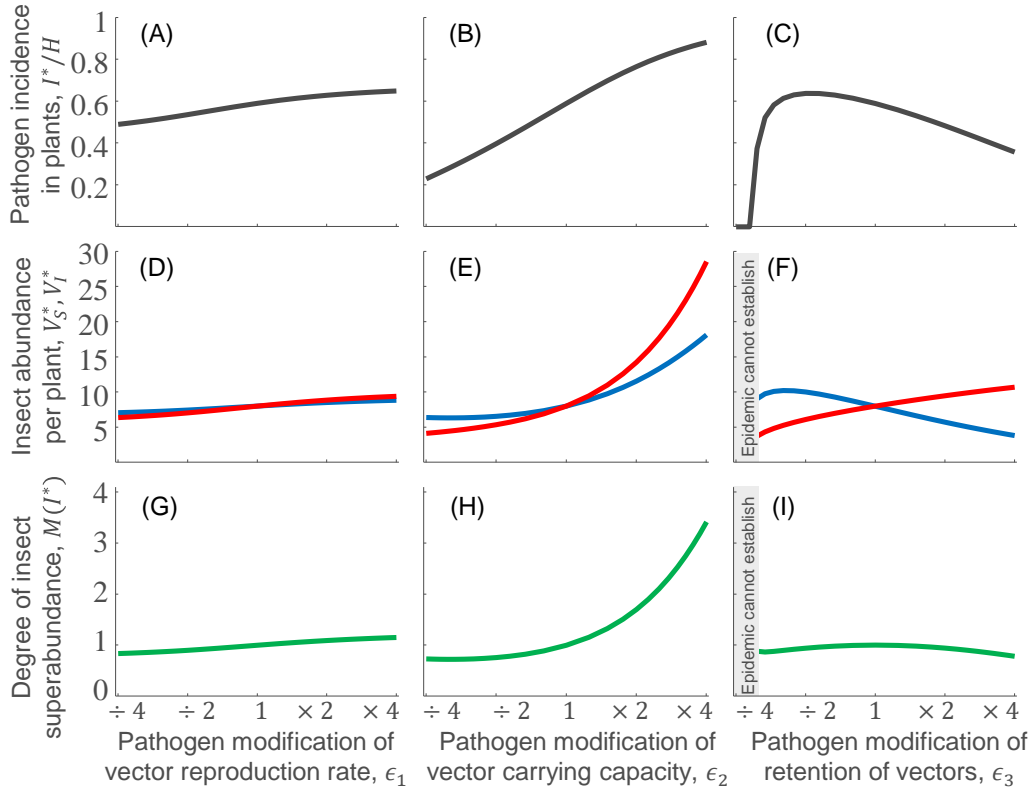 (A)
(B)
(C)
Pathogen incidence
in plants, I*/H
1
0.8
0.6
0.4
0.2
(D)
(E)
(F)
Insect abundance
per plant, V_S*, V_I*
30
25
20
15
10
5
Epidemic cannot establish
(G)
(H)
(I)
Degree of insect
superabundance, M(I*)
4
3
2
1
0
Epidemic cannot establish
÷ 4 ÷ 2 1 × 2 × 4
÷ 4 ÷ 2 1 × 2 × 4
÷ 4 ÷ 2 1 × 2 × 4
Pathogen modification of
vector reproduction rate, ϵ₁
Pathogen modification of
vector carrying capacity, ϵ₂
Pathogen modification of
retention of vectors, ϵ₃